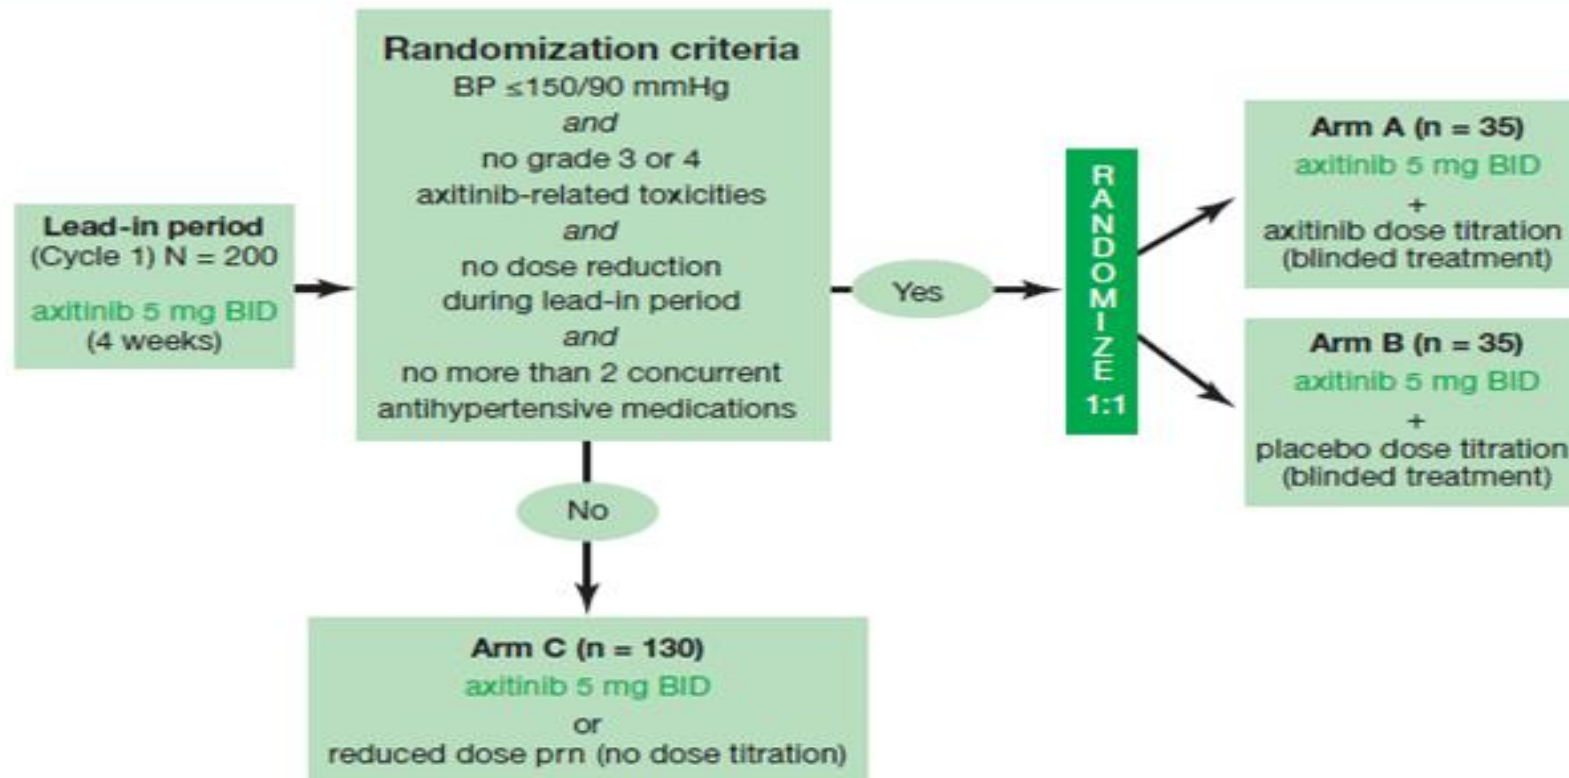 Lead-in period
(Cycle 1) N = 200
axitinib 5 mg BID
(4 weeks)
Randomization criteria
BP ≤150/90 mmHg
and
no grade 3 or 4
axitinib-related toxicities
and
no dose reduction
during lead-in period
and
no more than 2 concurrent
antihypertensive medications
Yes
No
RANDOMIZE
1:1
Arm A (n = 35)
axitinib 5 mg BID
+
axitinib dose titration
(blinded treatment)
Arm B (n = 35)
axitinib 5 mg BID
+
placebo dose titration
(blinded treatment)
Arm C (n = 130)
axitinib 5 mg BID
or
reduced dose prn (no dose titration)